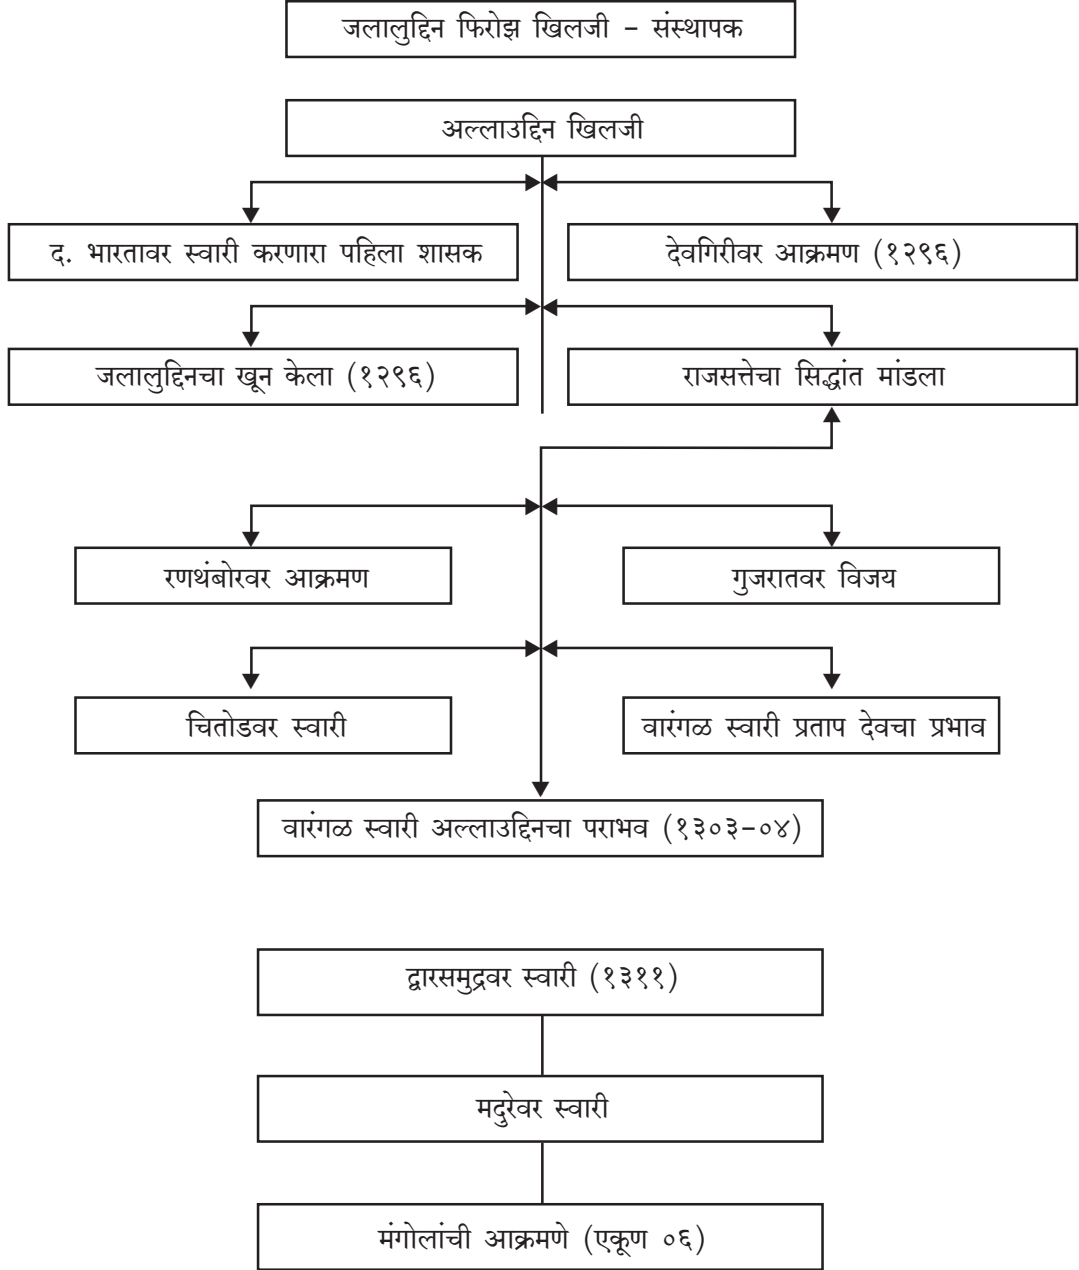 जलालुद्दिन फिरोझ खिलजी - संस्थापक
अल्लाउद्दिन खिलजी
द. भारतावर स्वारी करणारा पहिला शासक
देवगिरीवर आक्रमण (१२९६)
जलालुद्दिनचा खून केला (१२९६)
राजसत्तेचा सिद्धांत मांडला
रणथंबोरवर आक्रमण
गुजरातवर विजय
चितोडवर स्वारी
वारंगळ स्वारी प्रताप देवचा प्रभाव
वारंगळ स्वारी अल्लाउद्दिनचा पराभव (१३०३-०४)
द्वारसमुद्रवर स्वारी (१३११)
मदुरेवर स्वारी
मंगोलांची आक्रमणे (एकूण ०६)